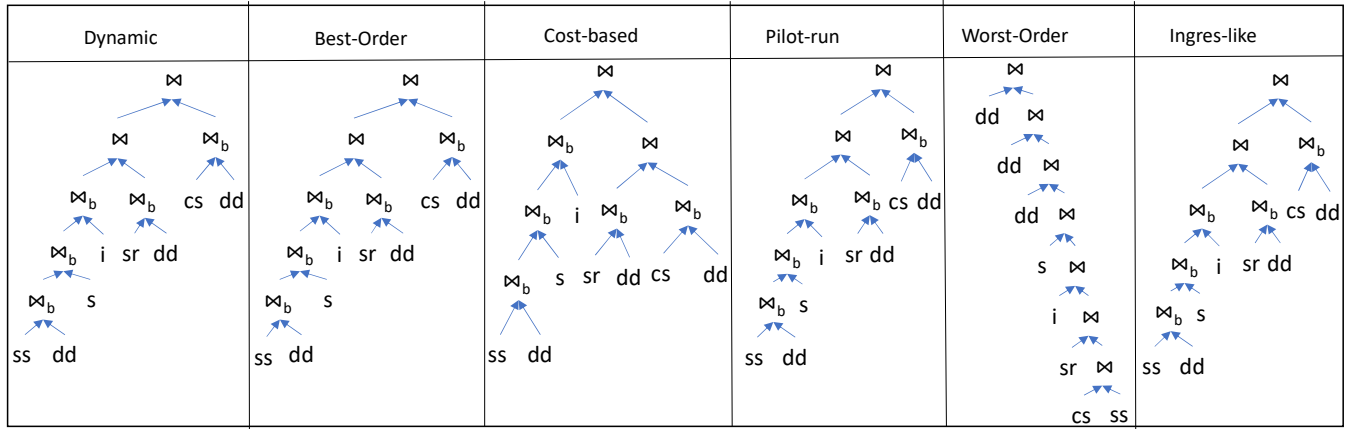 Dynamic
⋈
⋈ ⋈b
⋈b ⋈b cs dd
⋈b i sr dd
⋈b s
ss dd
Best-Order
⋈
⋈ ⋈b
⋈b ⋈b cs dd
⋈b i sr dd
⋈b s
ss dd
Cost-based
⋈
⋈b ⋈
⋈b i ⋈b ⋈b
⋈b s sr dd cs dd
ss dd
Pilot-run
⋈
⋈ ⋈b
⋈b ⋈b cs dd
⋈b i sr dd
⋈b s
ss dd
Worst-Order
⋈
dd ⋈
dd ⋈
dd ⋈
s ⋈
i ⋈
sr ⋈
cs ss
Ingres-like
⋈
⋈ ⋈b
⋈b ⋈b cs dd
⋈b i sr dd
⋈b s
ss dd